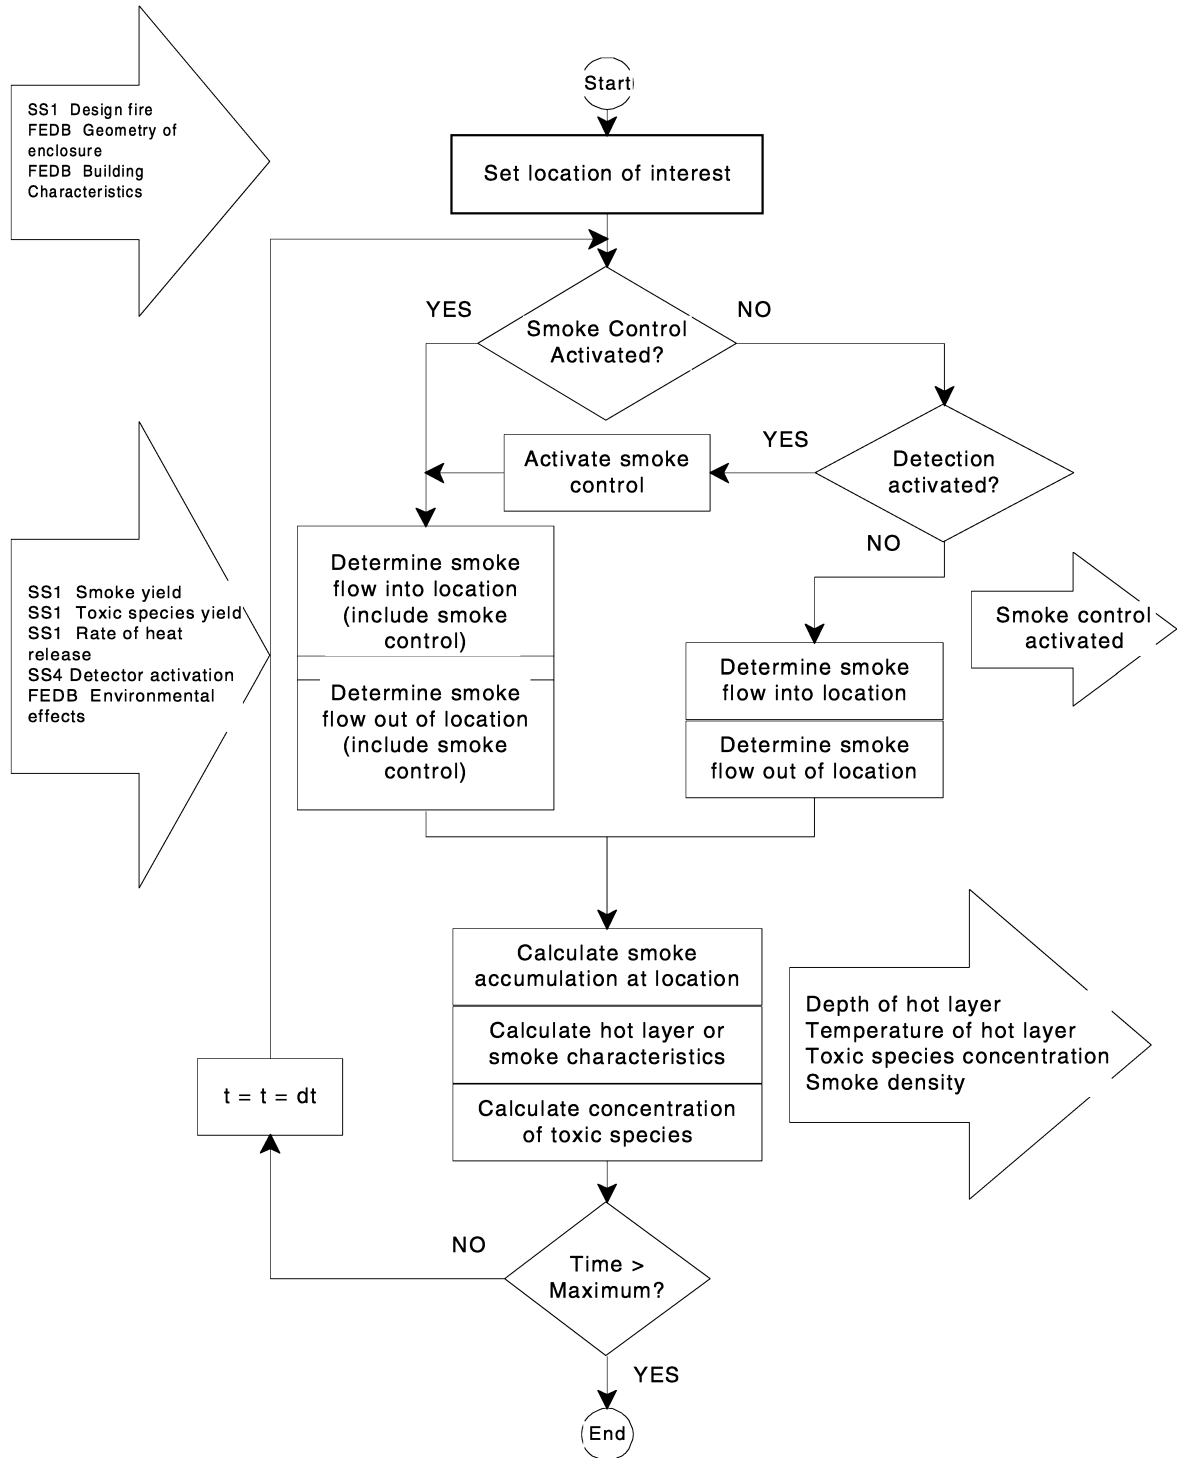 SS1 Design fire
FEDB Geometry of
enclosure
FEDB Building
Characteristics
Start
Set location of interest
YES
NO
Smoke Control
Activated?
YES
Activate smoke
control
Detection
activated?
NO
Determine smoke
flow into location
(include smoke
control)
Determine smoke
flow out of location
(include smoke
control)
SS1 Smoke yield
SS1 Toxic species yield
SS1 Rate of heat
release
SS4 Detector activation
FEDB Environmental
effects
Smoke control
activated
Determine smoke
flow into location
Determine smoke
flow out of location
Calculate smoke
accumulation at location
Calculate hot layer or
smoke characteristics
Calculate concentration
of toxic species
Depth of hot layer
Temperature of hot layer
Toxic species concentration
Smoke density
t = t = dt
NO
Time >
Maximum?
YES
End